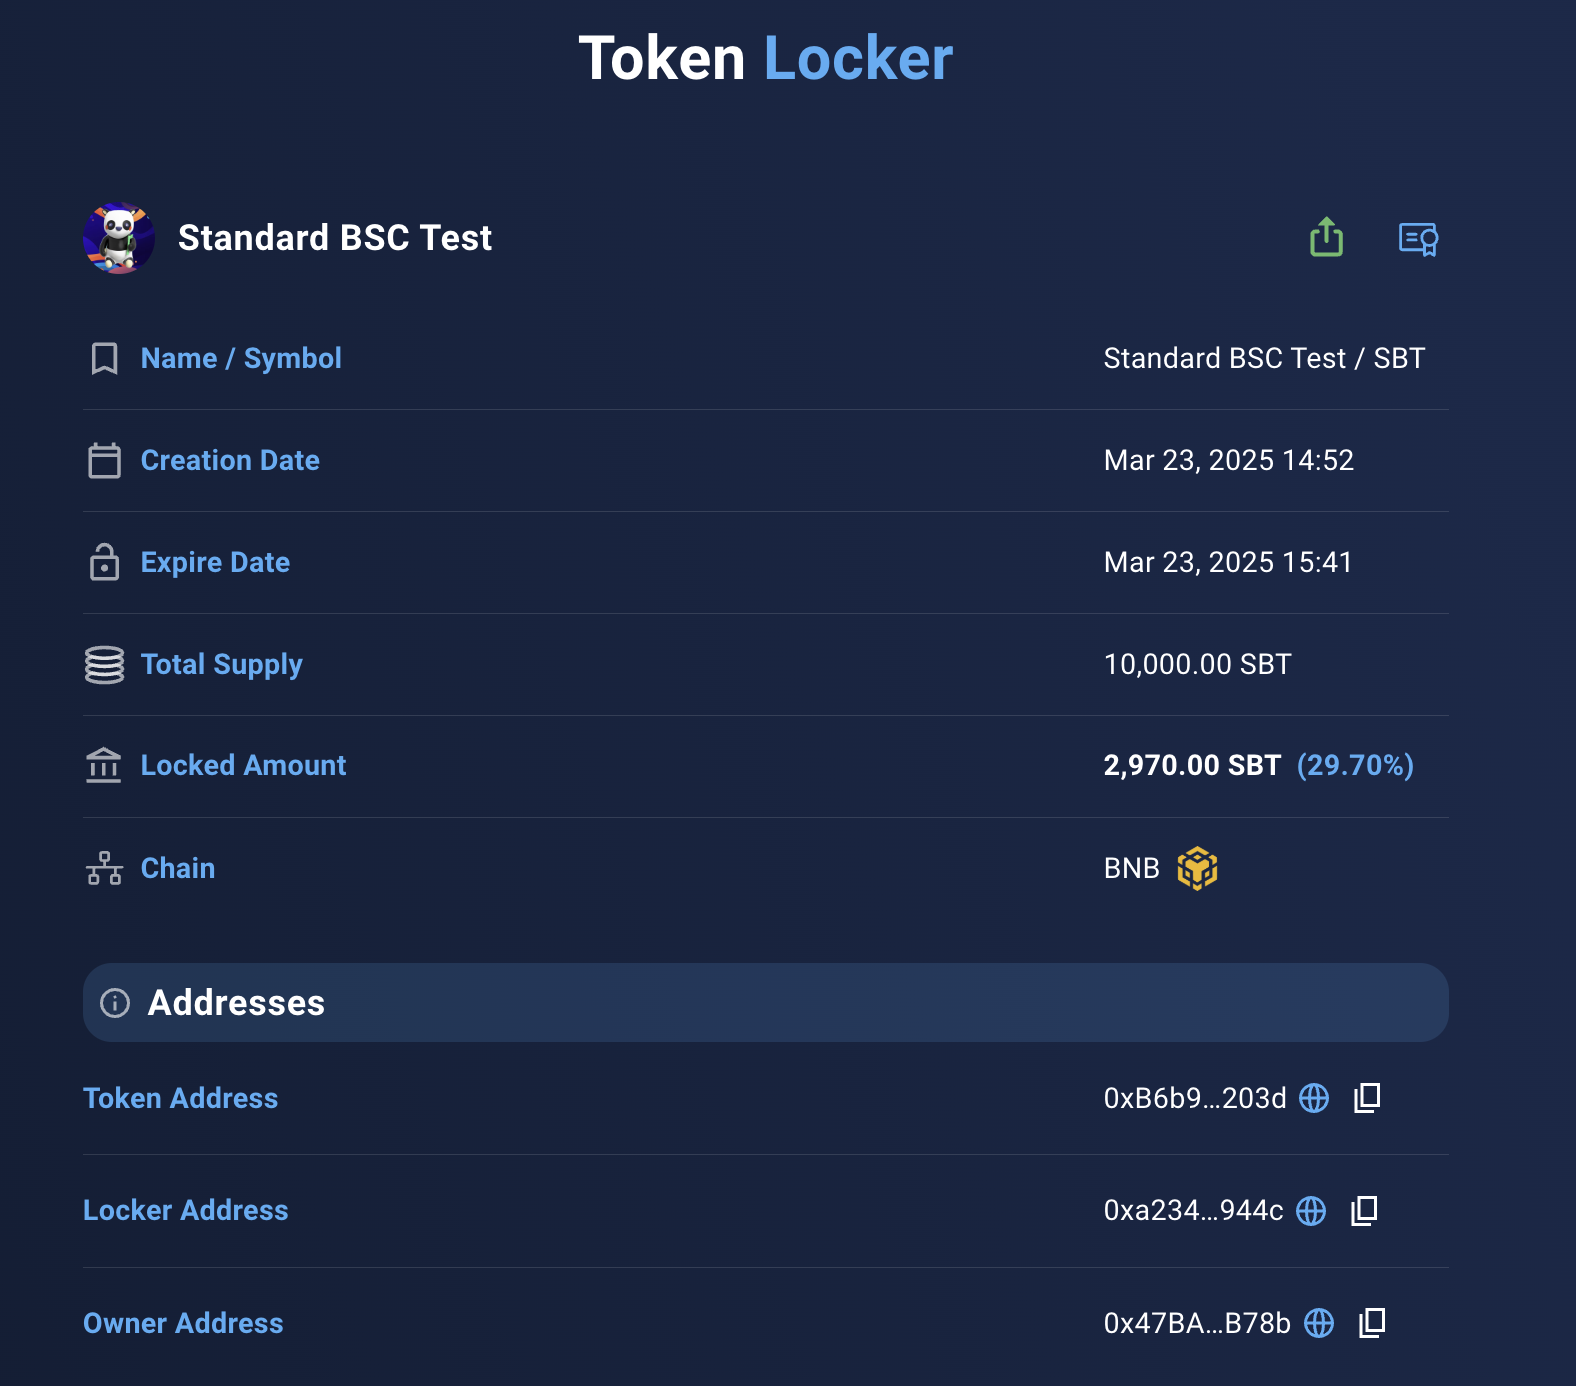 Token Locker
Standard BSC Test
Name / Symbol
Standard BSC Test / SBT
Creation Date
Mar 23, 2025 14:52
Expire Date
Mar 23, 2025 15:41
Total Supply
10,000.00 SBT
Locked Amount
2,970.00 SBT (29.70%)
Chain
BNB
Addresses
Token Address
0xB6b9...203d
Locker Address
0xa234...944c
Owner Address
0x47BA...B78b